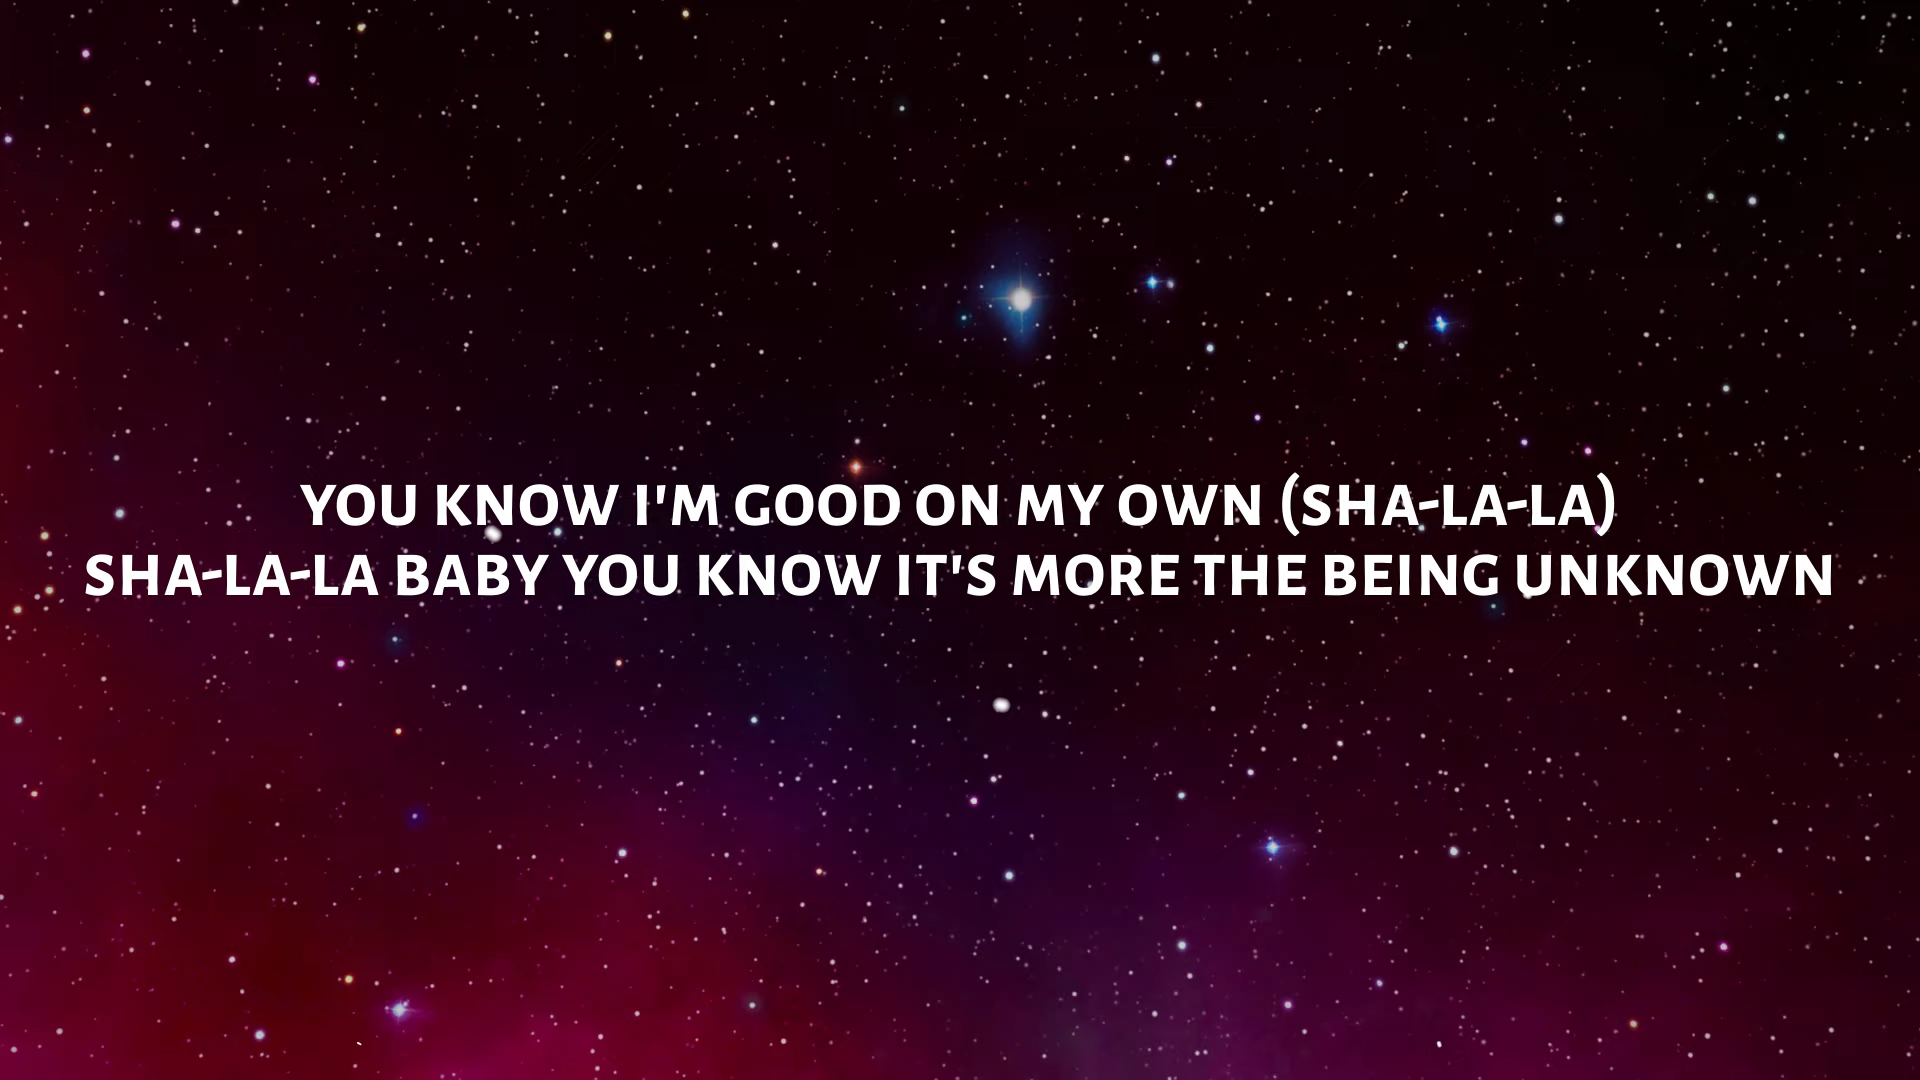 YOU KNOW I'M GOOD ON MY OWN (SHA-LA-LA)
SHA-LA-LA BABY YOU KNOW IT'S MORE THE BEING UNKNOWN